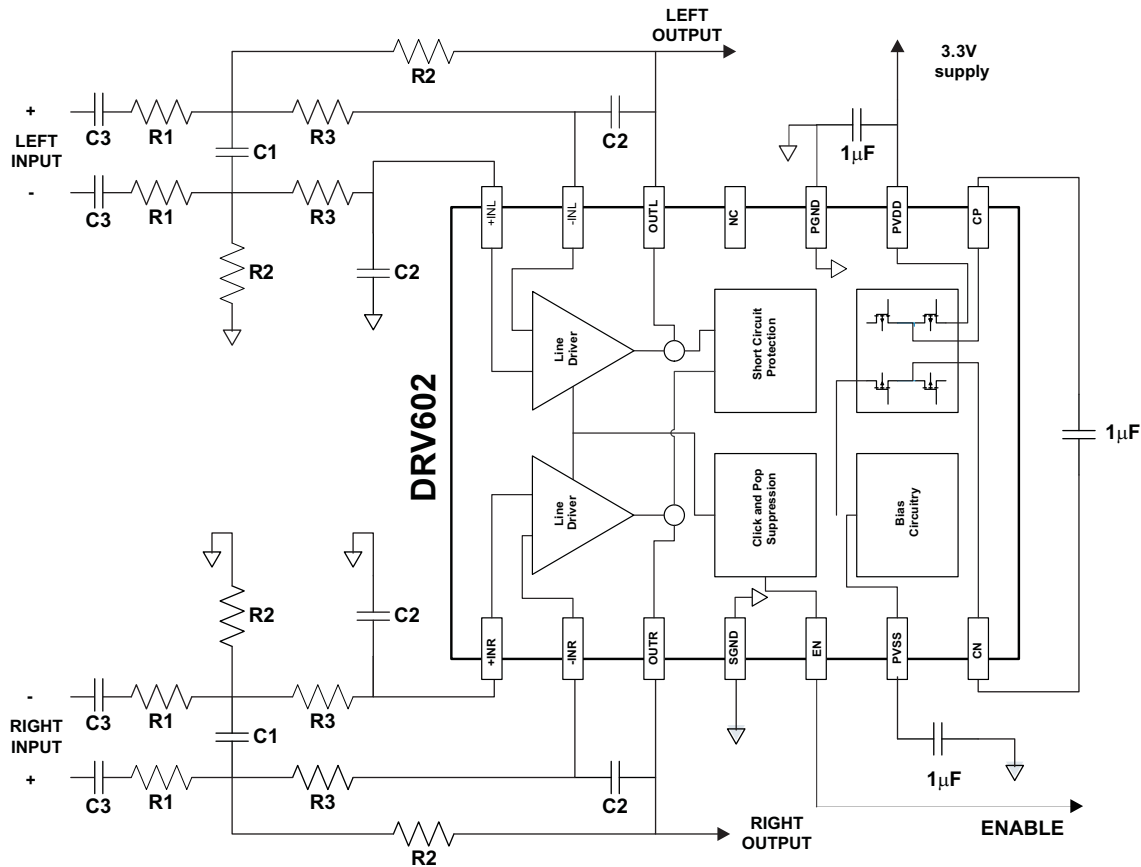 LEFT
OUTPUT
R2
3.3V
supply
+
C3
R1
R3
C2
1μF
LEFT
INPUT
C1
-
C3
R1
R3
R2
C2
+INL
-INL
OUTL
NC
PGND
PVDD
CP
Line
Driver
Short Circuit
Protection
DRV602
1μF
Line
Driver
Click and Pop
Suppression
Bias
Circuitry
R2
C2
+INR
-INR
OUTR
SGND
EN
PVSS
CN
-
C3
R1
R3
RIGHT
INPUT
C1
+
C3
R1
R3
C2
1μF
R2
RIGHT
OUTPUT
ENABLE